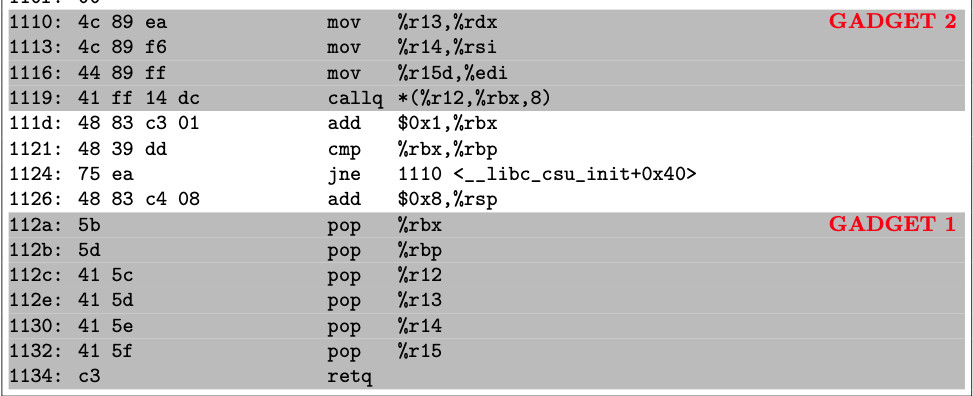 1110: 4c 89 ea mov %r13,%rdx GADGET 2
1113: 4c 89 f6 mov %r14,%rsi
1116: 44 89 ff mov %r15d,%edi
1119: 41 ff 14 dc callq *(%r12,%rbx,8)
111d: 48 83 c3 01 add $0x1,%rbx
1121: 48 39 dd cmp %rbx,%rbp
1124: 75 ea jne 1110 <__libc_csu_init+0x40>
1126: 48 83 c4 08 add $0x8,%rsp
112a: 5b pop %rbx GADGET 1
112b: 5d pop %rbp
112c: 41 5c pop %r12
112e: 41 5d pop %r13
1130: 41 5e pop %r14
1132: 41 5f pop %r15
1134: c3 retq